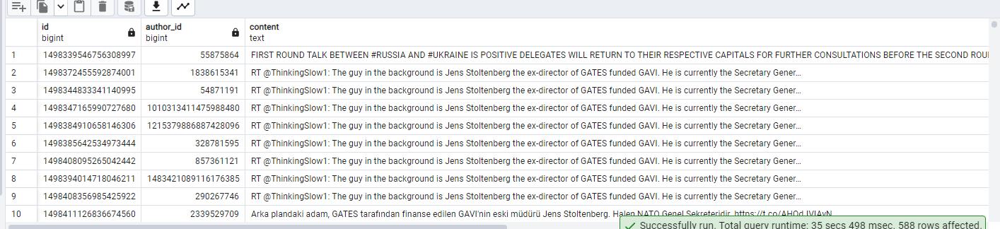 id author_id content
bigint bigint text
1 1498339546756308997 55875864 FIRST ROUND TALK BETWEEN #RUSSIA AND #UKRAINE IS POSITIVE DELEGATES WILL RETURN TO THEIR RESPECTIVE CAPITALS FOR FURTHER CONSULTATIONS BEFORE THE SECOND
2 1498372455592874001 1838615341 RT @ThinkingSlow1: The guy in the background is Jens Stoltenberg the ex-director of GATES funded GAVI. He is currently the Secretary Gener...
3 1498344833341140995 54871191 RT @ThinkingSlow1: The guy in the background is Jens Stoltenberg the ex-director of GATES funded GAVI. He is currently the Secretary Gener...
4 1498347165990727680 1010313411475988480 RT @ThinkingSlow1: The guy in the background is Jens Stoltenberg the ex-director of GATES funded GAVI. He is currently the Secretary Gener...
5 1498384910658146306 1215379886887428096 RT @ThinkingSlow1: The guy in the background is Jens Stoltenberg the ex-director of GATES funded GAVI. He is currently the Secretary Gener...
6 1498385642534973444 328781595 RT @ThinkingSlow1: The guy in the background is Jens Stoltenberg the ex-director of GATES funded GAVI. He is currently the Secretary Gener...
7 1498408095265042442 857361121 RT @ThinkingSlow1: The guy in the background is Jens Stoltenberg the ex-director of GATES funded GAVI. He is currently the Secretary Gener...
8 1498394014718046211 1483421089116176385 RT @ThinkingSlow1: The guy in the background is Jens Stoltenberg the ex-director of GATES funded GAVI. He is currently the Secretary Gener...
9 1498408356985425922 290267746 RT @ThinkingSlow1: The guy in the background is Jens Stoltenberg the ex-director of GATES funded GAVI. He is currently the Secretary Gener...
10 1498411126836674560 2339529709 Arka plandaki adam, GATES tarafından finanse edilen GAVI'nin eski müdürü Jens Stoltenberg. Halen NATO Genel Sekreteridir.
Successfully run. Total query runtime: 35 secs 498 msec. 588 rows affected.